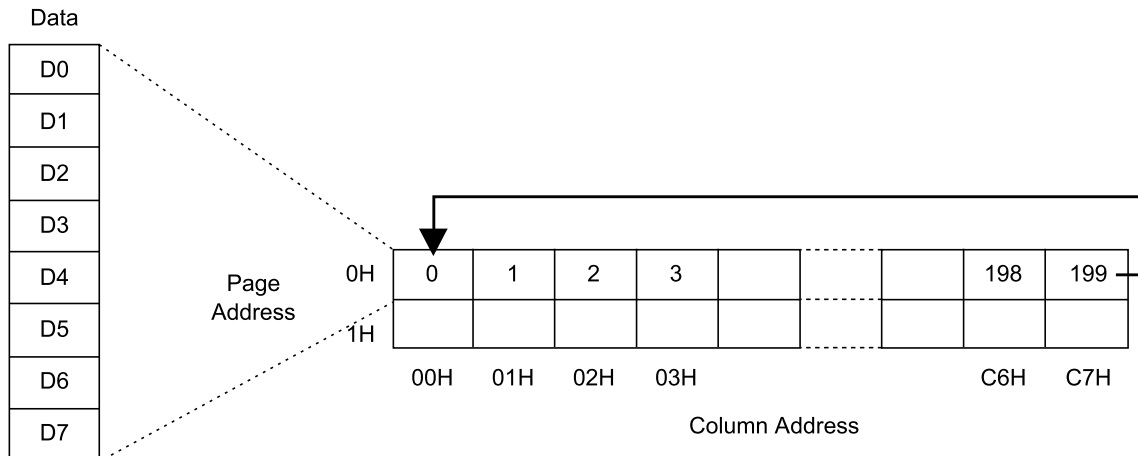 Data
D0
D1
D2
D3
D4
D5
D6
D7
Page
Address
0H 0 1 2 3 198 199
1H
00H 01H 02H 03H C6H C7H
Column Address